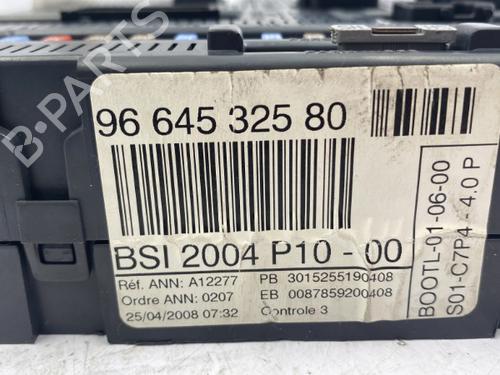 96 645 325 80
BSI 2004 P10 - 00
Réf. ANN: A12277 PB 3015255190408
Ordre ANN: 0207 EB 0087859200408
25/04/2008 07:32 Controle 3
BOOTL-01-06-00
S01-C7P4 - 4.0 P